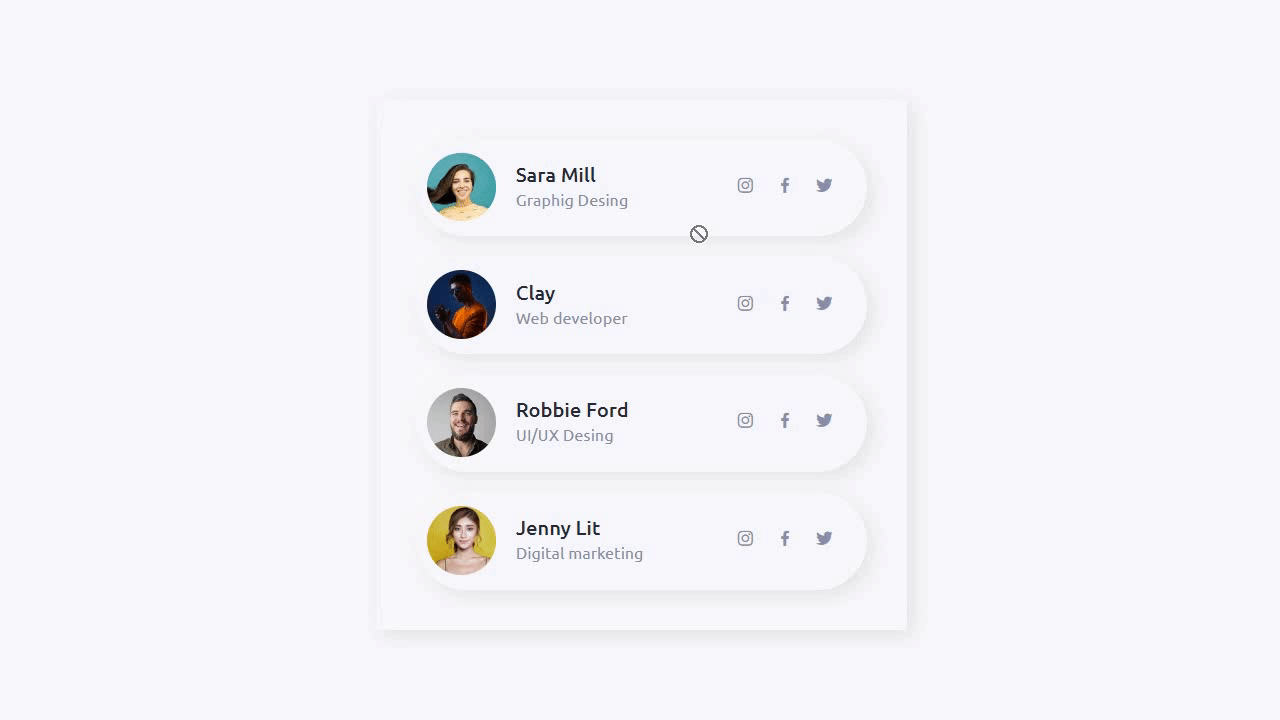 Sara Mill
Graphig Desing
Clay
Web developer
Robbie Ford
UI/UX Desing
Jenny Lit
Digital marketing